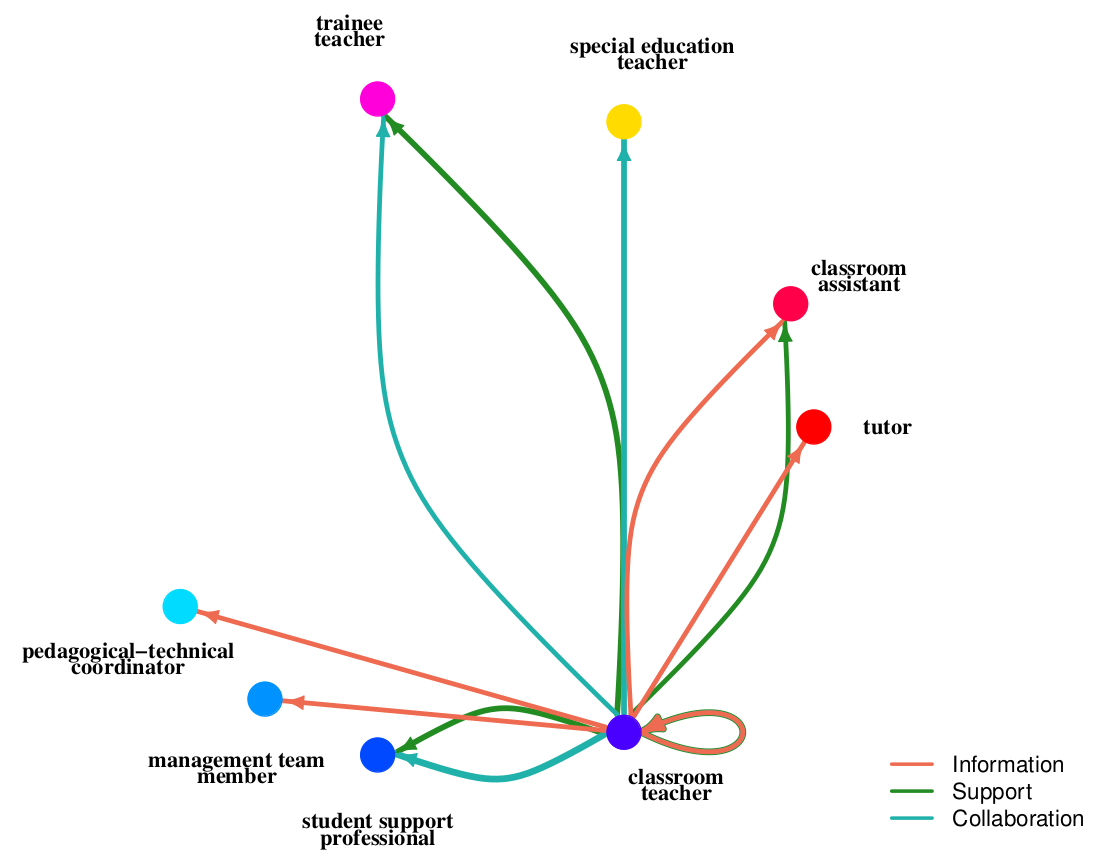 trainee
teacher
special education
teacher
classroom
assistant
tutor
pedagogical−technical
coordinator
management team
member
classroom
teacher
student support
professional
Information
Support
Collaboration